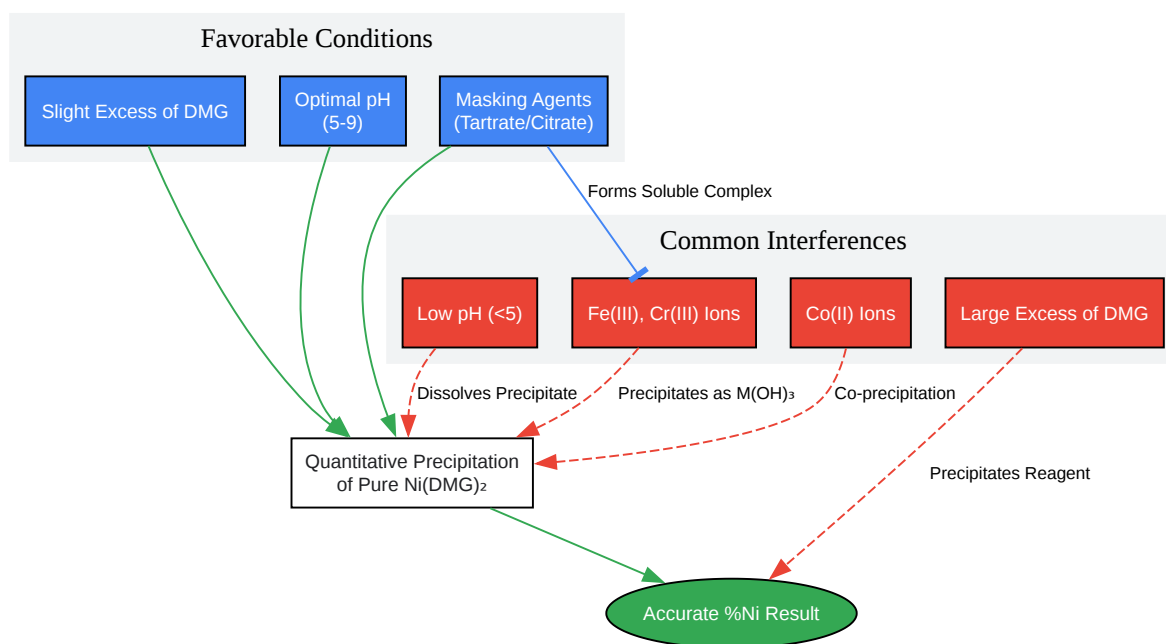 Favorable Conditions
Slight Excess of DMG
Optimal pH
(5-9)
Masking Agents
(Tartrate/Citrate)
Forms Soluble Complex
Common Interferences
Low pH (<5)
Fe(III), Cr(III) Ions
Co(II) Ions
Large Excess of DMG
Dissolves Precipitate
Precipitates as M(OH)₃
Co-precipitation
Quantitative Precipitation
of Pure Ni(DMG)₂
Precipitates Reagent
Accurate %Ni Result